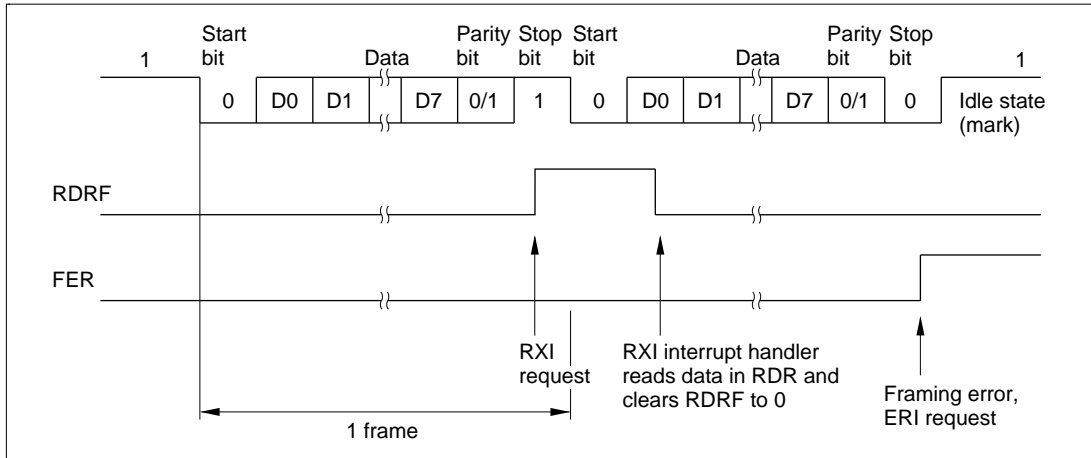 Start bit
Data
Parity bit
Stop bit
Start bit
Data
Parity bit
Stop bit
1
1
0 D0 D1 D7 0/1 1 0 D0 D1 D7 0/1 0
Idle state
(mark)
RDRF
FER
RXI
request
RXI interrupt handler
reads data in RDR and
clears RDRF to 0
Framing error,
ERI request
1 frame